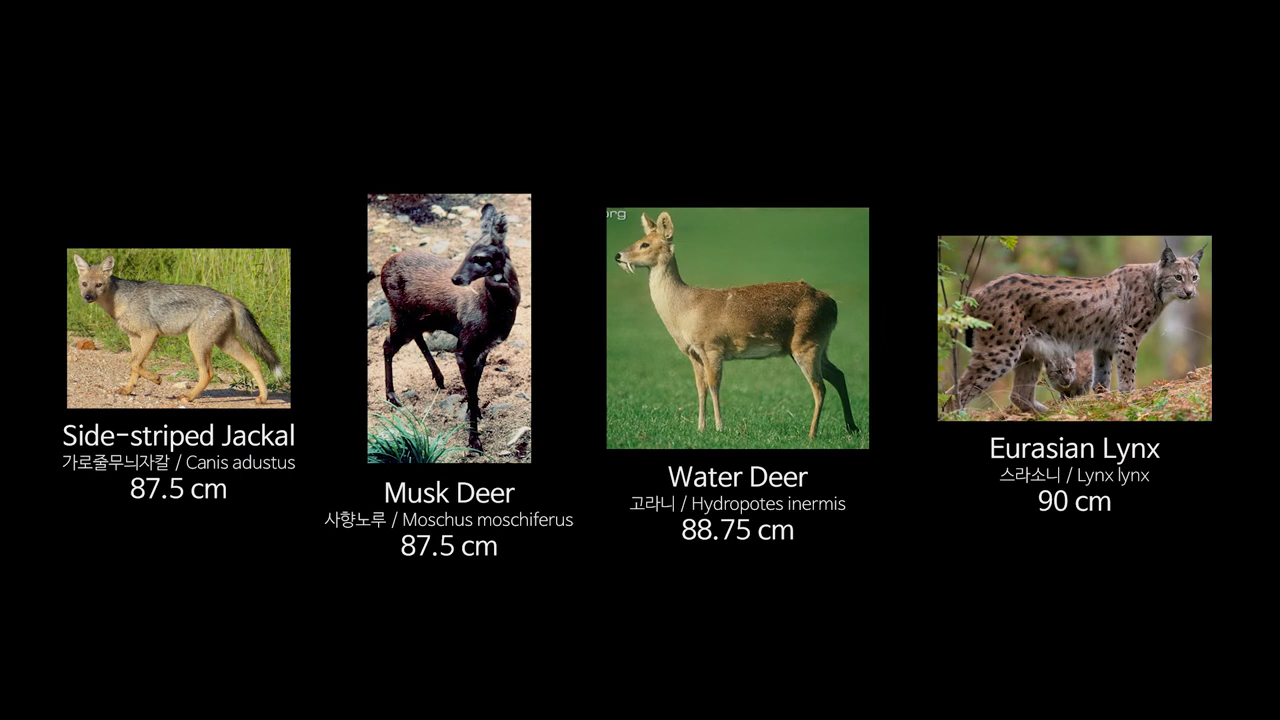 org
Side-striped Jackal
가로줄무늬자칼 / Canis adustus
87.5 cm
Musk Deer
사향노루 / Moschus moschiferus
87.5 cm
Water Deer
고라니 / Hydropotes inermis
88.75 cm
Eurasian Lynx
스라소니 / Lynx lynx
90 cm